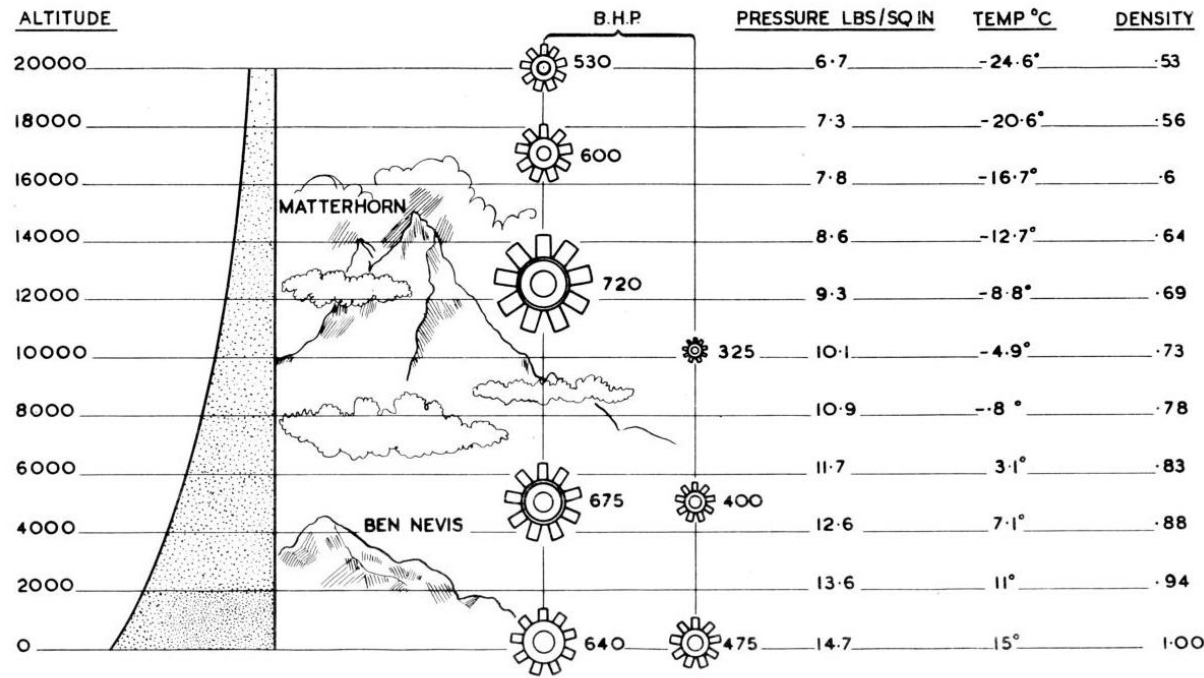 ALTITUDE B.H.P. PRESSURE LBS/SQ IN TEMP °C DENSITY
20000 530 6.7 -24.6° .53
18000 7.3 -20.6° .56
600
16000 7.8 -16.7° .6
MATTERHORN
14000 8.6 -12.7° .64
720
12000 9.3 -8.8° .69
10000 325 10.1 -4.9° .73
8000 10.9 -.8° .78
6000 11.7 3.1° .83
675 400
4000 BEN NEVIS 12.6 7.1° .88
2000 13.6 11° .94
0 640 475 14.7 15° 1.00